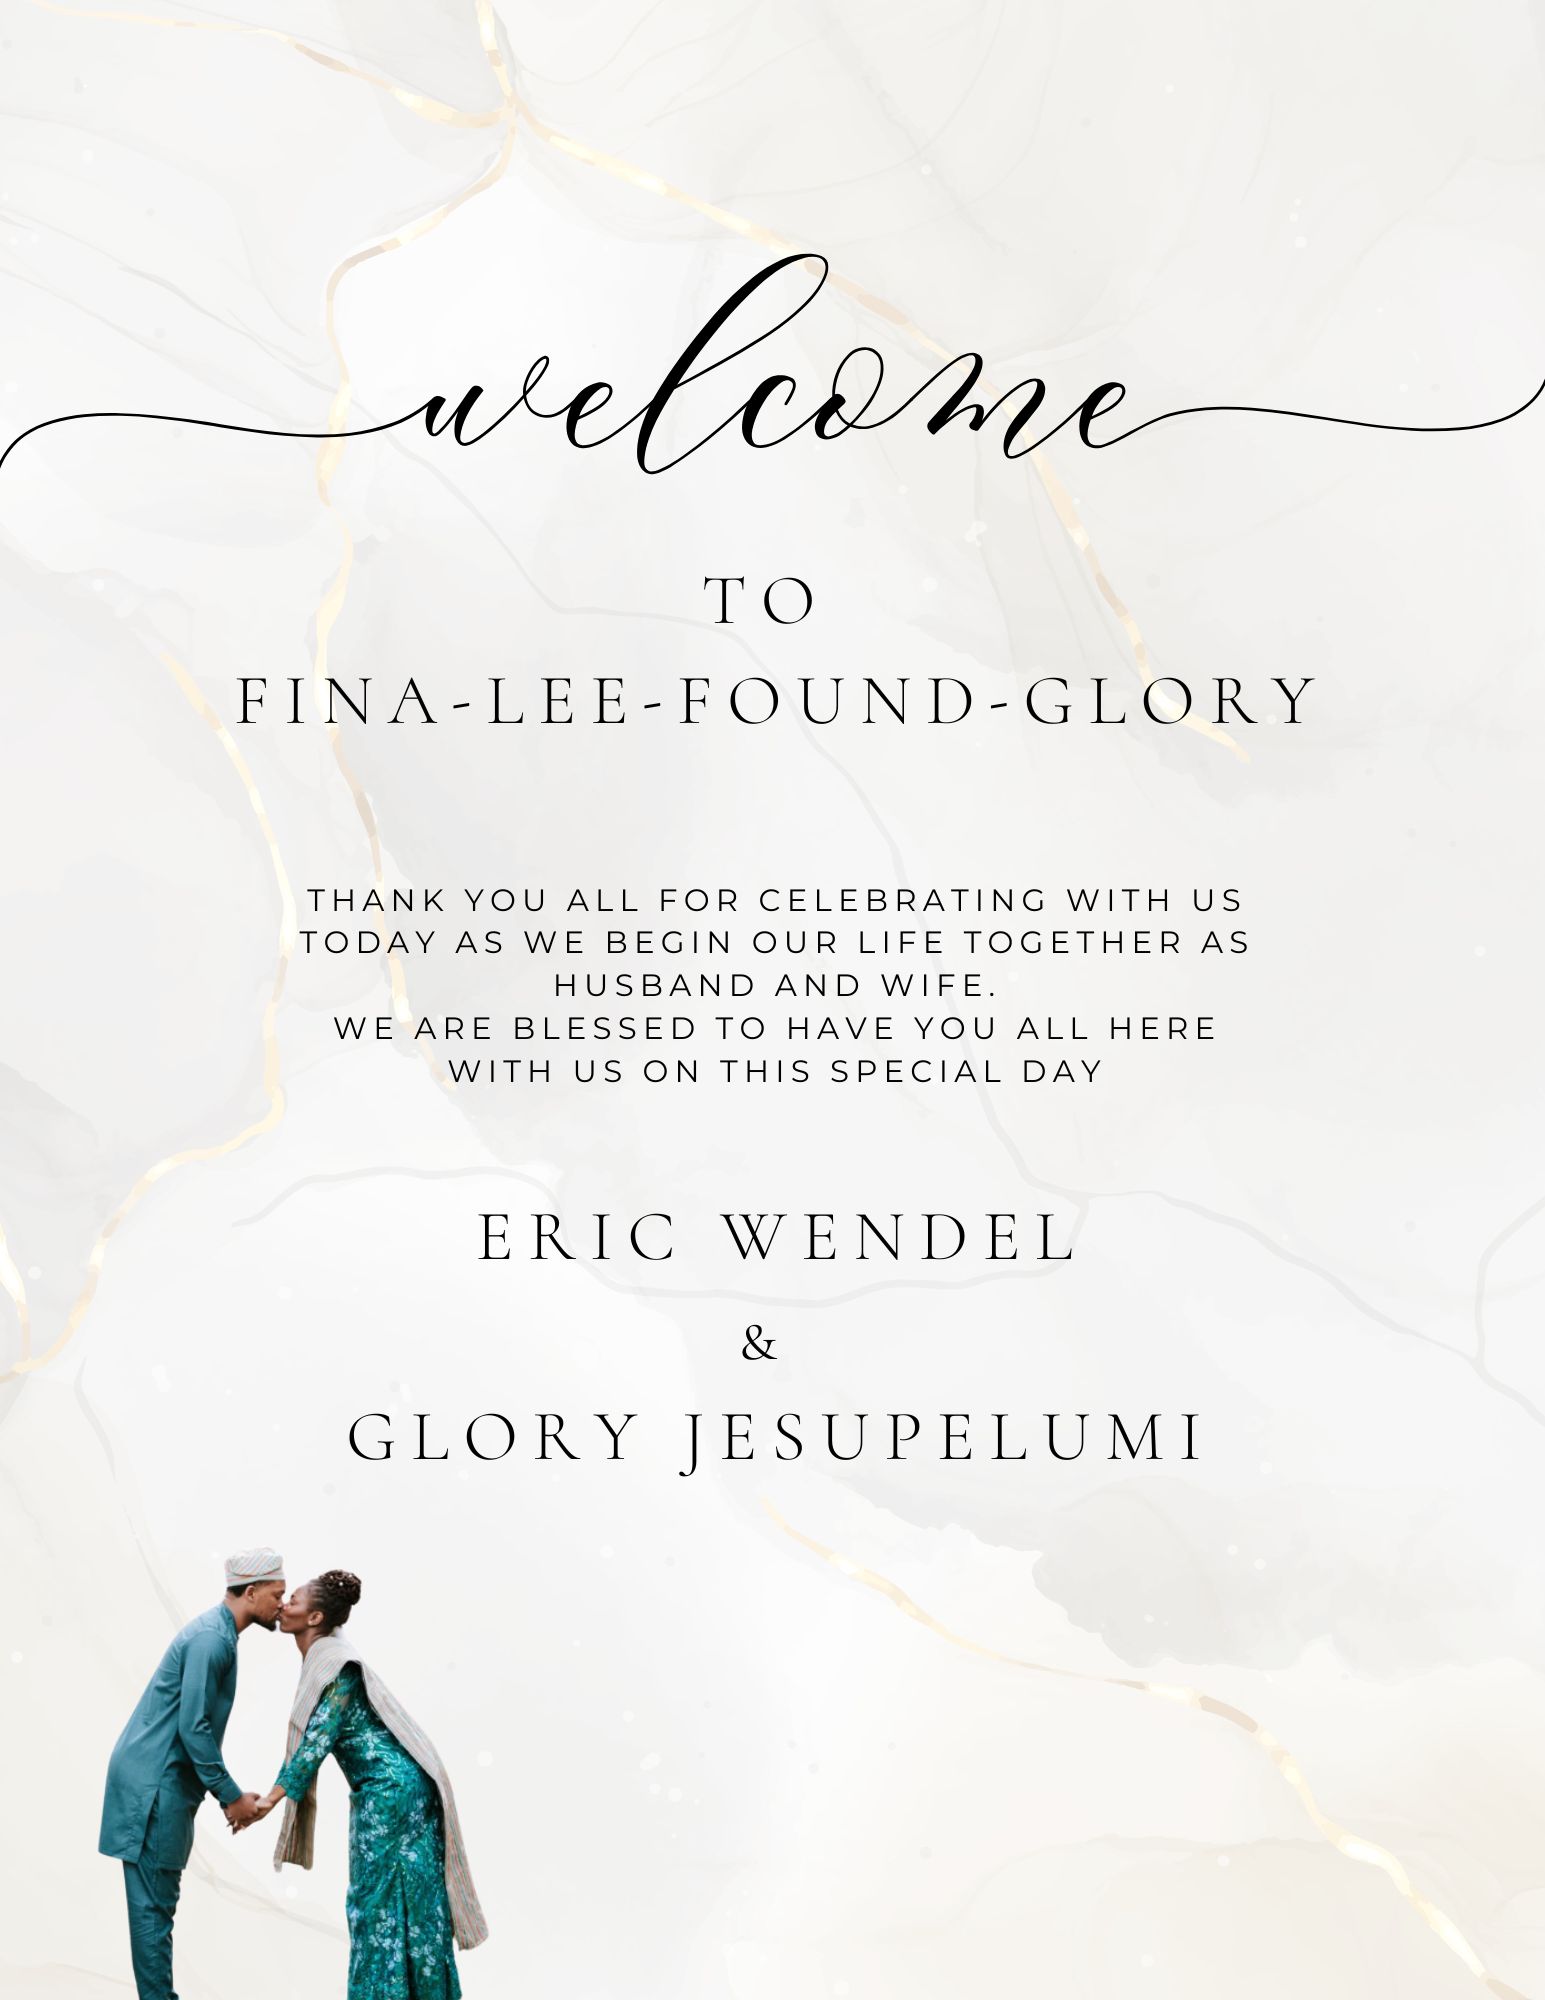 welcome
TO
FINA-LEE-FOUND-GLORY
THANK YOU ALL FOR CELEBRATING WITH US
TODAY AS WE BEGIN OUR LIFE TOGETHER AS
HUSBAND AND WIFE.
WE ARE BLESSED TO HAVE YOU ALL HERE
WITH US ON THIS SPECIAL DAY
ERIC WENDEL
&
GLORY JESUPELUMI